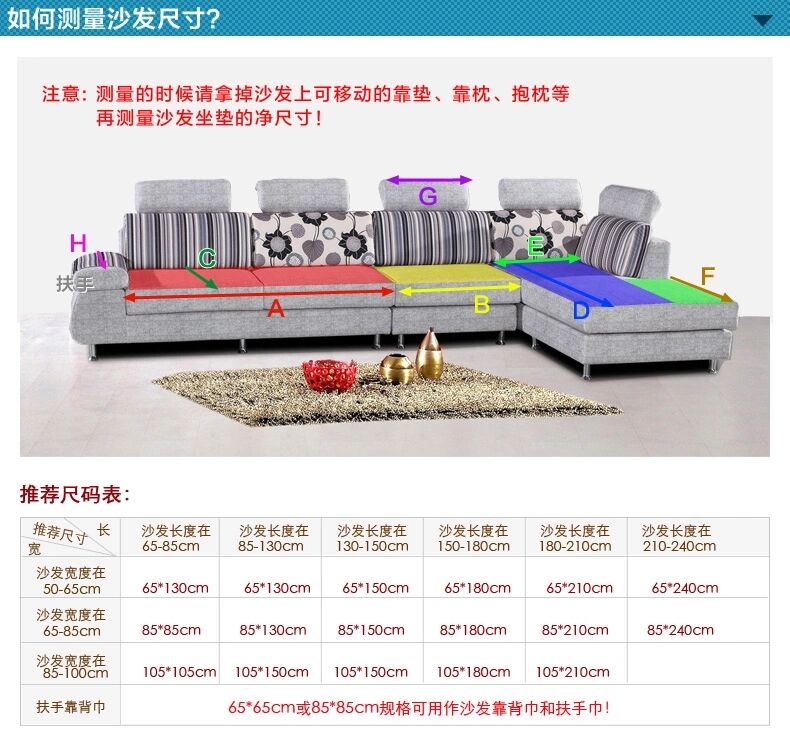 如何测量沙发尺寸?
注意: 测量的时候请拿掉沙发上可移动的靠垫、靠枕、抱枕等
再测量沙发坐垫的净尺寸!
G
H
C
E
扶手
F
A
B
D
推荐尺码表:
推荐尺寸 长
宽
沙发长度在
65-85cm
沙发长度在
85-130cm
沙发长度在
130-150cm
沙发长度在
150-180cm
沙发长度在
180-210cm
沙发长度在
210-240cm
沙发宽度在
50-65cm
65*130cm
65*130cm
65*150cm
65*180cm
65*210cm
65*240cm
沙发宽度在
65-85cm
85*85cm
85*130cm
85*150cm
85*180cm
85*210cm
85*240cm
沙发宽度在
85-100cm
105*105cm
105*150cm
105*150cm
105*180cm
105*210cm
扶手靠背巾
65*65cm或85*85cm规格可用作沙发靠背巾和扶手巾!